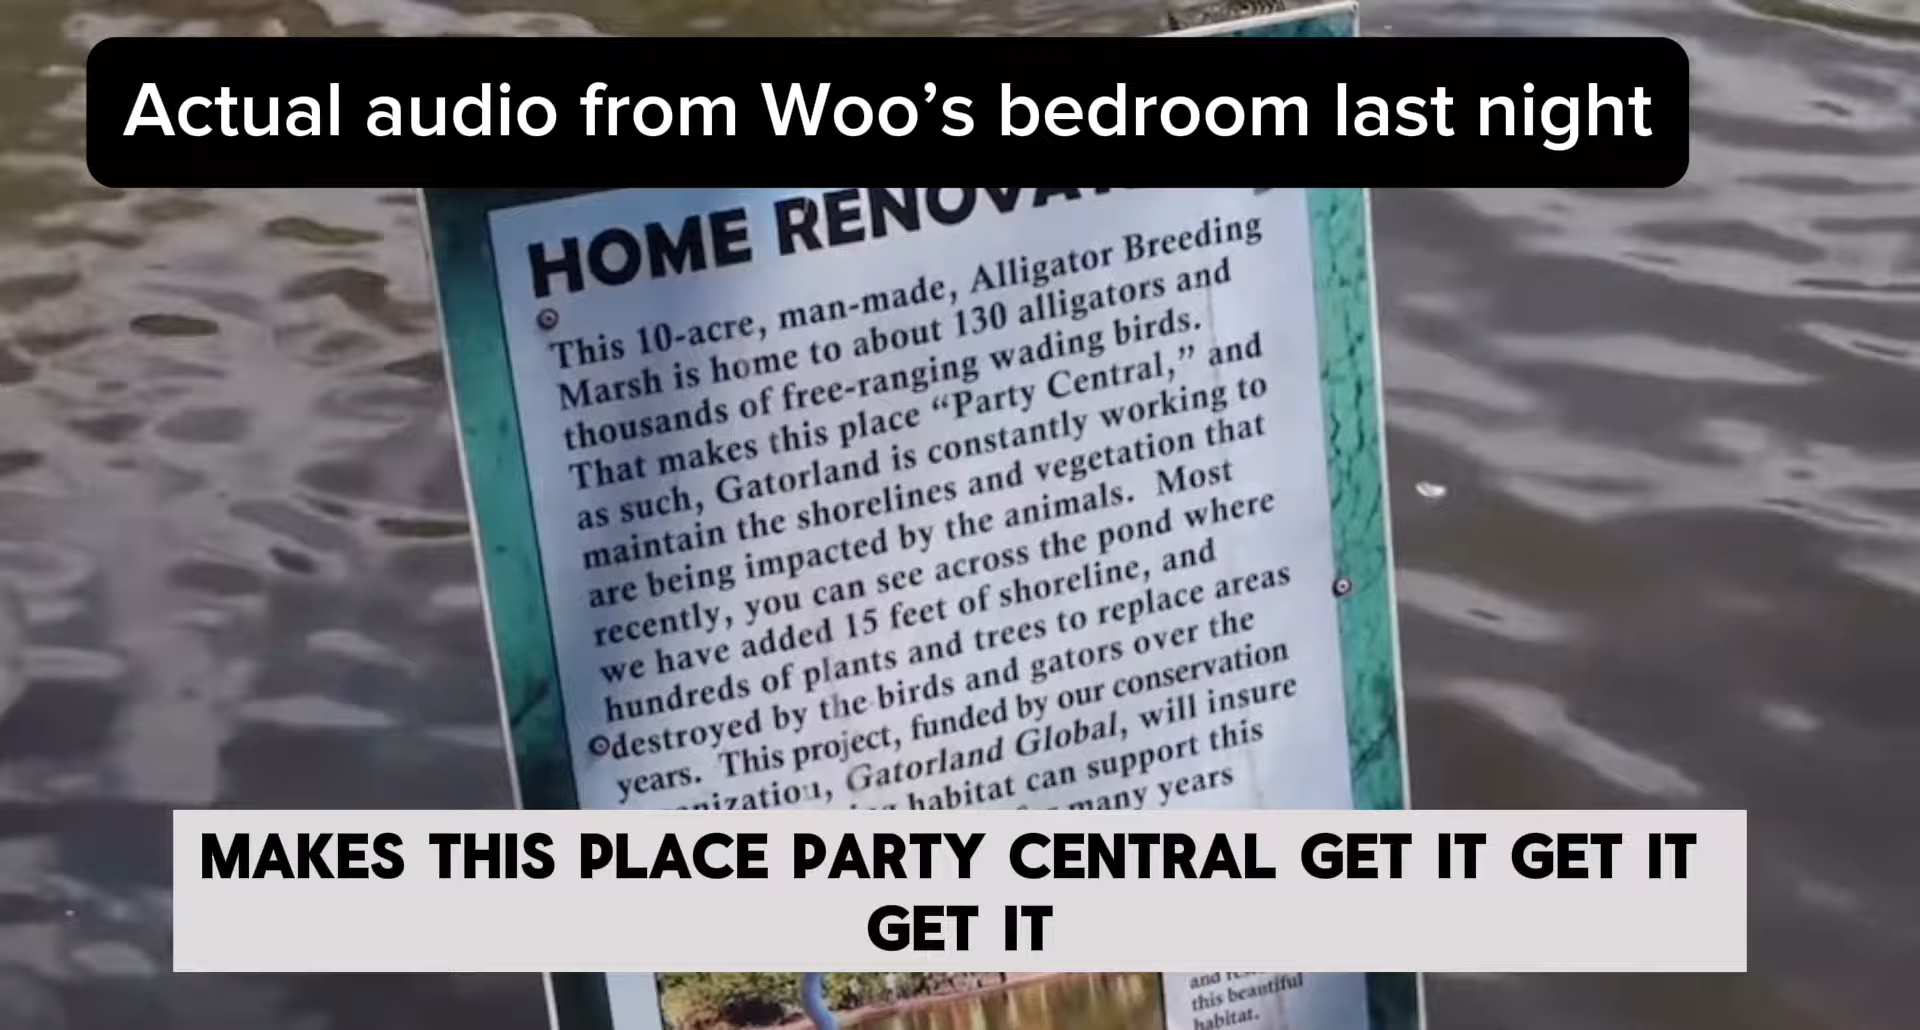 Actual audio from Woo’s bedroom last night
HOME
This 10-acre, man-made, Alligator Breeding
Marsh is home to about 130 alligators and
thousands of free-ranging wading birds.
That makes this place “Party Central,” and
as such, Gatorland is constantly working to
maintain the shorelines and vegetation that
are being impacted by the animals. Most
recently, you can see across the pond where
we have added 15 feet of shoreline, and
hundreds of plants and trees to replace areas
destroyed by the birds and gators over the
years. This project, funded by our conservation
Gatorland Global, will insure
habitat can support this
many years
MAKES THIS PLACE PARTY CENTRAL GET IT GET IT
GET IT
and
this beautiful
habitat.